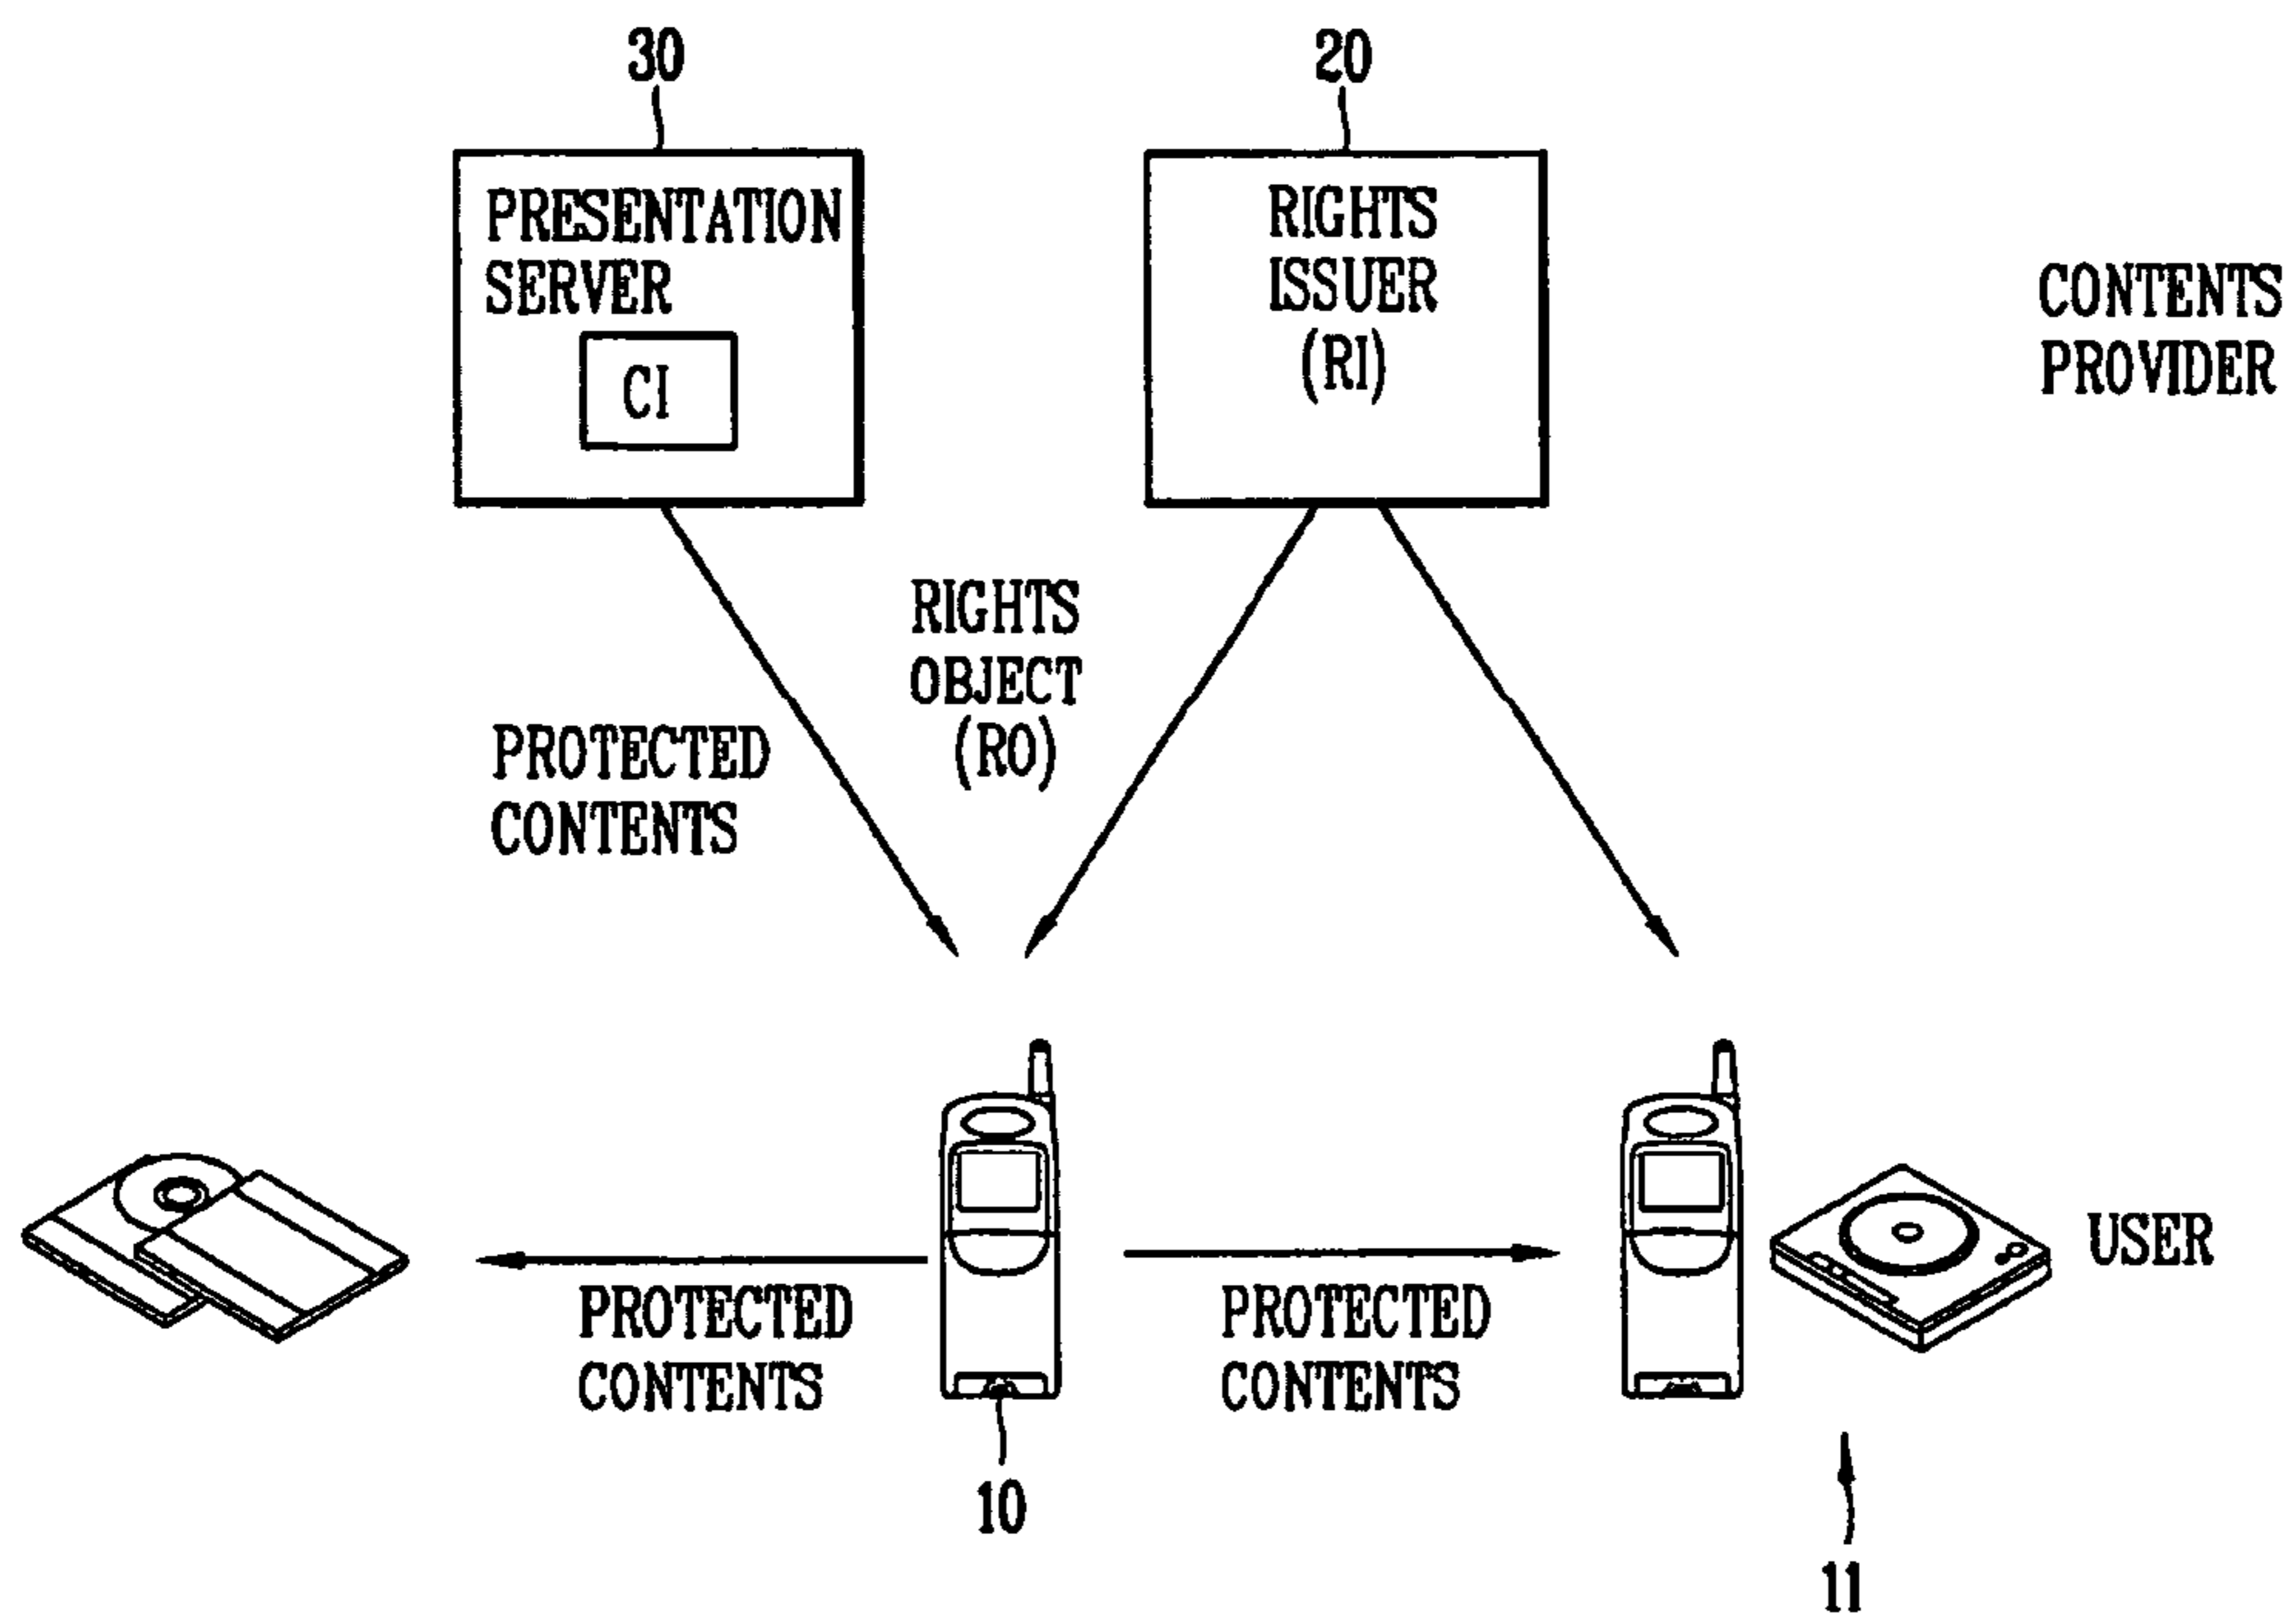 30
20
PRESENTATION
SERVER
CI
RIGHTS
ISSUER
(RI)
CONTENTS
PROVIDER
RIGHTS
OBJECT
(RO)
PROTECTED
CONTENTS
PROTECTED
CONTENTS
PROTECTED
CONTENTS
USER
10
11